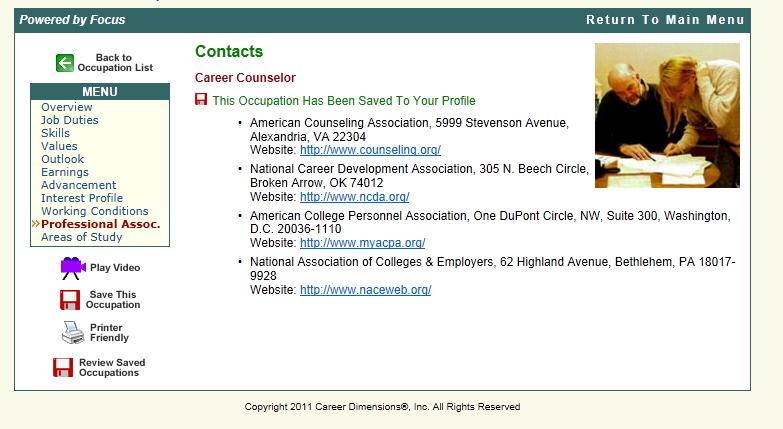 Powered by Focus
Return To Main Menu
Back to
Occupation List
MENU
Overview
Job Duties
Skills
Values
Outlook
Earnings
Advancement
Interest Profile
Working Conditions
»Professional Assoc.
Areas of Study
Play Video
Save This
Occupation
Printer
Friendly
Review Saved
Occupations
Contacts
Career Counselor
This Occupation Has Been Saved To Your Profile
• American Counseling Association, 5999 Stevenson Avenue,
Alexandria, VA 22304
Website: http://www.counseling.org/
• National Career Development Association, 305 N. Beech Circle,
Broken Arrow, OK 74012
Website: http://www.ncda.org/
• American College Personnel Association, One DuPont Circle, NW, Suite 300, Washington,
D.C. 20036-1110
Website: http://www.myacpa.org/
• National Association of Colleges & Employers, 62 Highland Avenue, Bethlehem, PA 18017-
9928
Website: http://www.naceweb.org/
Copyright 2011 Career Dimensions®, Inc. All Rights Reserved